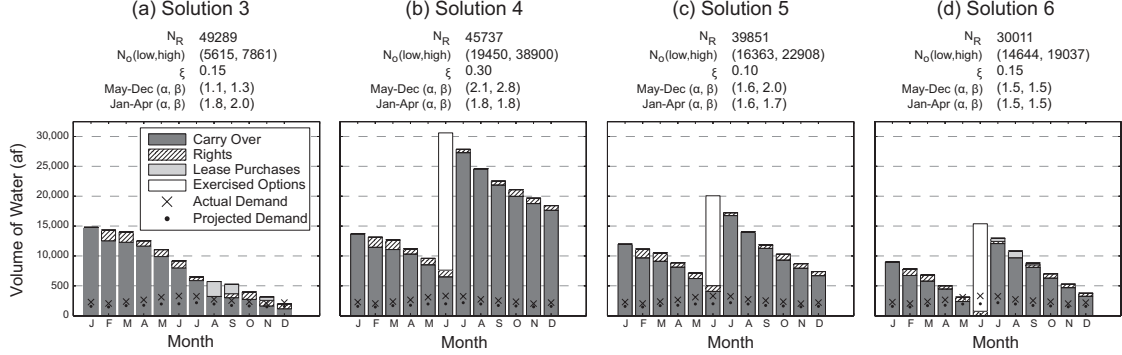 (a) Solution 3
(b) Solution 4
(c) Solution 5
(d) Solution 6
N_R 49289
N_o(low,high) (5615, 7861)
ξ 0.15
May-Dec (α, β) (1.1, 1.3)
Jan-Apr (α, β) (1.8, 2.0)
N_R 45737
N_o(low,high) (19450, 38900)
ξ 0.30
May-Dec (α, β) (2.1, 2.8)
Jan-Apr (α, β) (1.8, 1.8)
N_R 39851
N_o(low,high) (16363, 22908)
ξ 0.10
May-Dec (α, β) (1.6, 2.0)
Jan-Apr (α, β) (1.6, 1.7)
N_R 30011
N_o(low,high) (14644, 19037)
ξ 0.15
May-Dec (α, β) (1.5, 1.5)
Jan-Apr (α, β) (1.5, 1.5)
Volume of Water (af)
30,000
25,000
20,000
15,000
10,000
500
0
Carry Over
Rights
Lease Purchases
Exercised Options
Actual Demand
Projected Demand
J F M A M J J A S O N D
Month
J F M A M J J A S O N D
Month
J F M A M J J A S O N D
Month
J F M A M J J A S O N D
Month